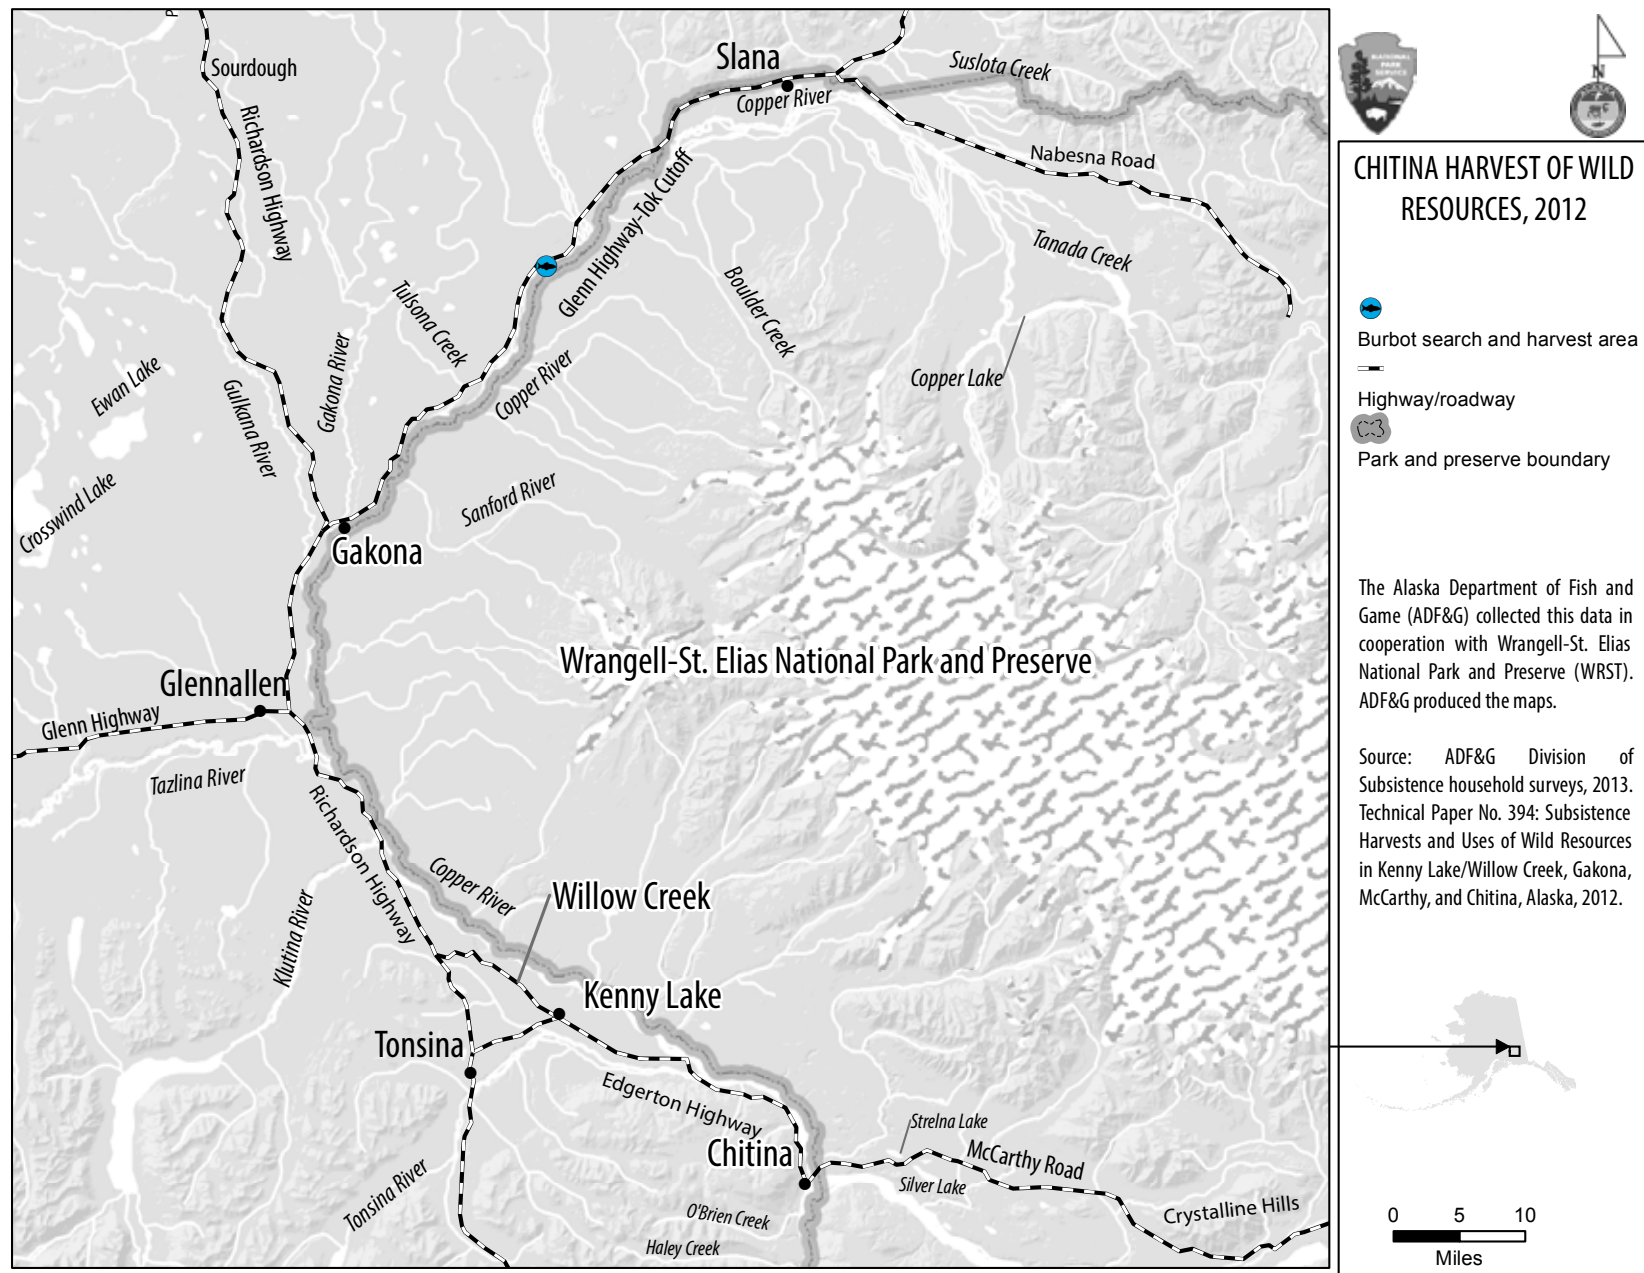 Slana
Suslota Creek
Sourdough
Copper River
Richardson Highway
Nabesna Road
Glenn Highway-Tok Cutoff
Tanada Creek
Tulsona Creek
Boulder Creek
Ewan Lake
Gakona River
Gulkana River
Copper River
Copper Lake
Crosswind Lake
Sanford River
Gakona
Wrangell-St. Elias National Park and Preserve
Glennallen
Glenn Highway
Tazlina River
Richardson Highway
Copper River
Willow Creek
Klutina River
Kenny Lake
Tonsina
Edgerton Highway
Strelna Lake
Chitina
McCarthy Road
Silver Lake
Tonsina River
O'Brien Creek
Crystalline Hills
Haley Creek
NATIONAL
PARK
SERVICE
N
CHITINA HARVEST OF WILD
RESOURCES, 2012
Burbot search and harvest area
Highway/roadway
Park and preserve boundary
The Alaska Department of Fish and
Game (ADF&G) collected this data in
cooperation with Wrangell-St. Elias
National Park and Preserve (WRST).
ADF&G produced the maps.
Source: ADF&G Division of
Subsistence household surveys, 2013.
Technical Paper No. 394: Subsistence
Harvests and Uses of Wild Resources
in Kenny Lake/Willow Creek, Gakona,
McCarthy, and Chitina, Alaska, 2012.
0 5 10
Miles